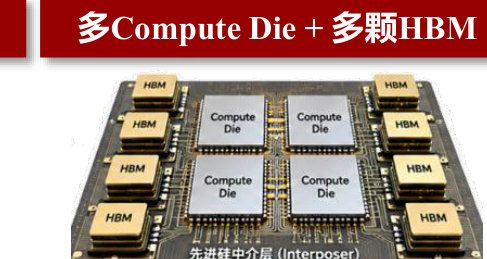 多Compute Die + 多颗HBM
HBM
HBM
Compute
Die
Compute
Die
HBM
HBM
HBM
Compute
Die
Compute
Die
HBM
HBM
HBM
先进硅中介层 (Interposer)